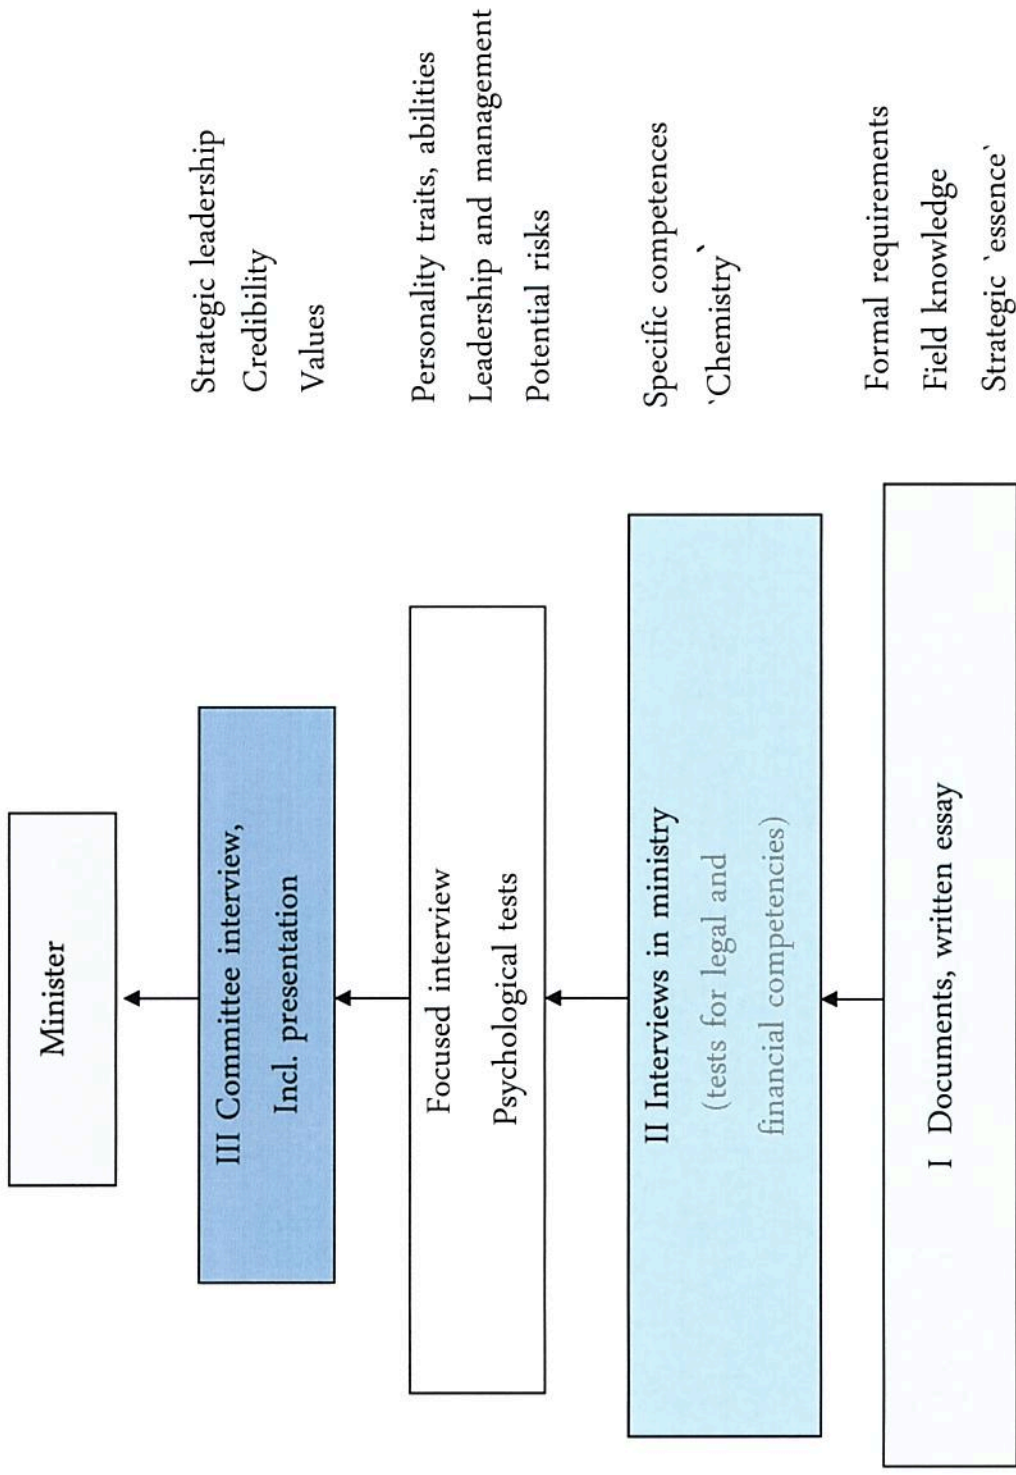 Minister
III Committee interview,
Incl. presentation
Strategic leadership
Credibility
Values
Focused interview
Psychological tests
Personality traits, abilities
Leadership and management
Potential risks
II Interviews in ministry
(tests for legal and
financial competencies)
Specific competences
`Chemistry`
I Documents, written essay
Formal requirements
Field knowledge
Strategic `essence`